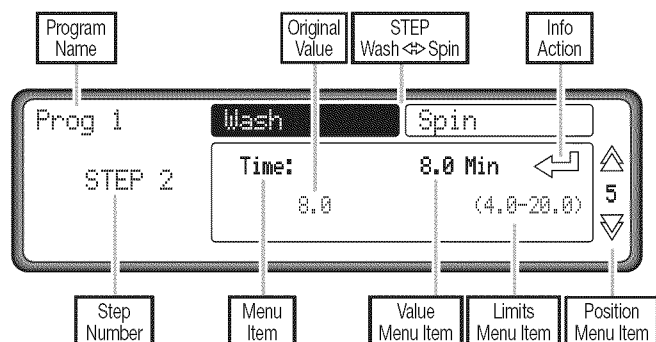 Program
Name
Original
Value
STEP
Wash <=> Spin
Info
Action
Prog 1
Wash
Spin
STEP 2
Time:
8.0 Min
8.0
(4.0-20.0)
5
Step
Number
Menu
Item
Value
Menu Item
Limits
Menu Item
Position
Menu Item